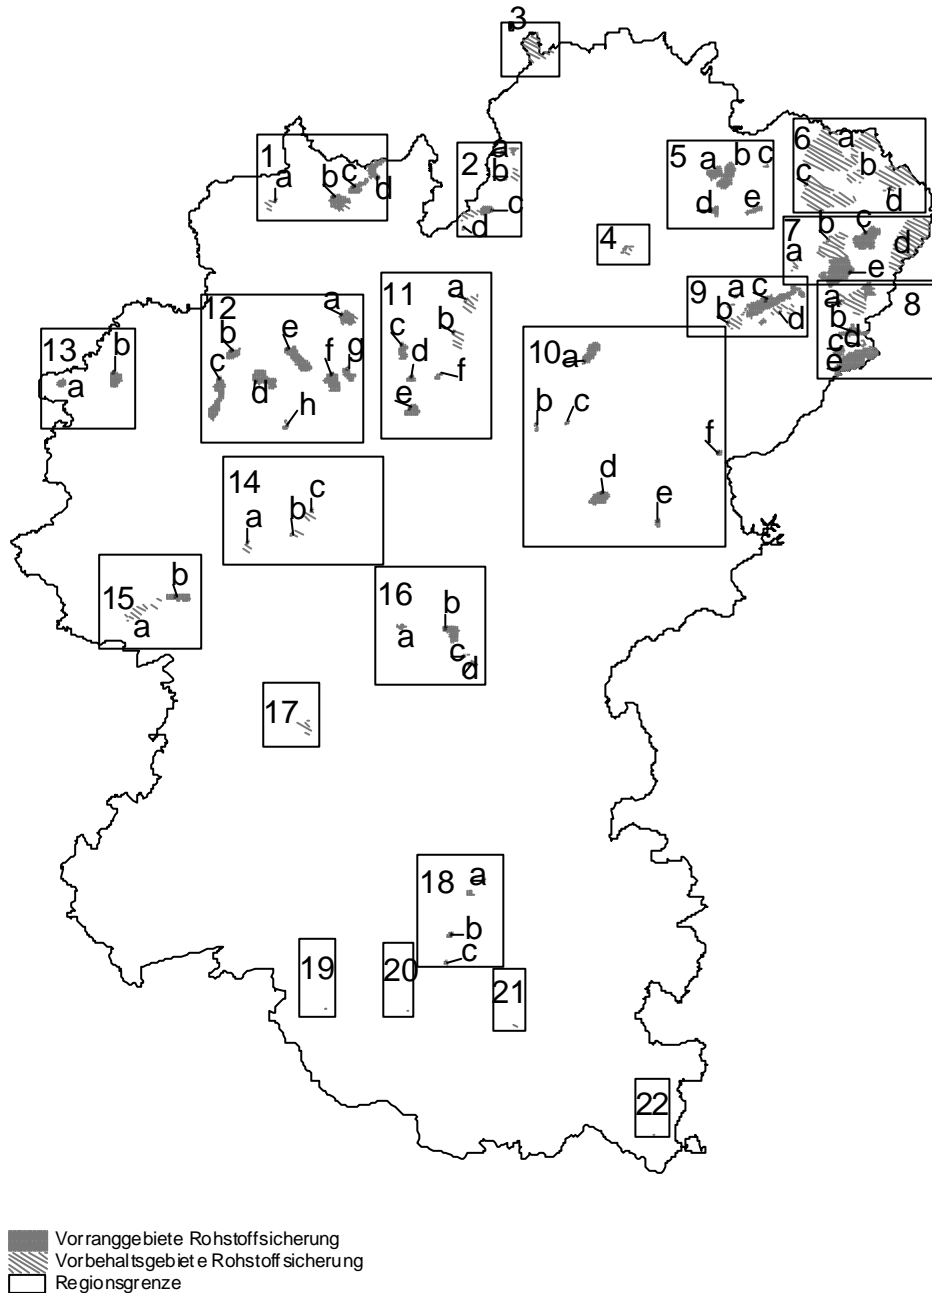 3
1
a
b
c
d
2
a
b
c
d
5
a
b
c
d
e
6
a
b
c
d
4
7
a
b
c
d
e
9
a
b
c
d
8
a
b
c
d
e
13
a
b
12
a
b
c
d
e
f
g
h
11
a
b
c
d
e
f
10
a
b
c
d
e
f
14
a
b
c
15
a
b
16
a
b
c
d
17
18
a
b
c
19
20
21
22
Vorranggebiete Rohstoffsicherung
Vorbehaltsgebiete Rohstoffsicherung
Regionsgrenze